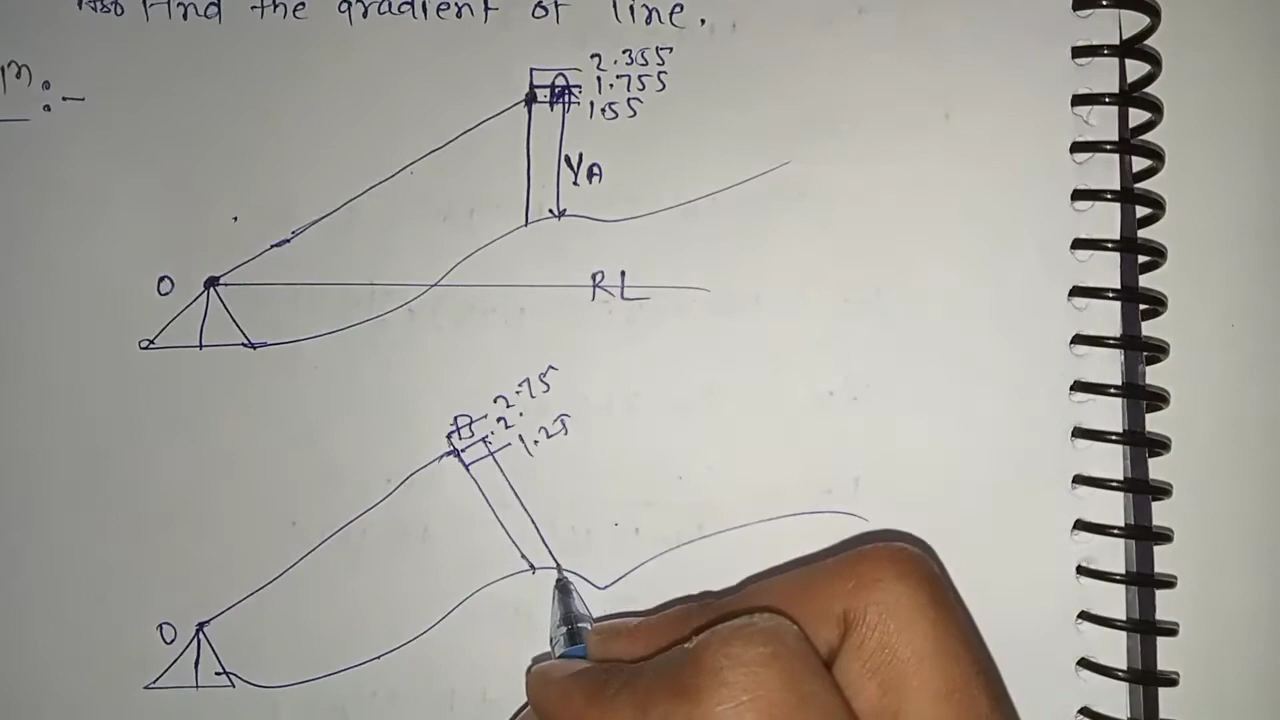 Find the gradient of line.
:-
2.355
1.755
1.55
YA
O
RL
2.75
2.
1.25
O